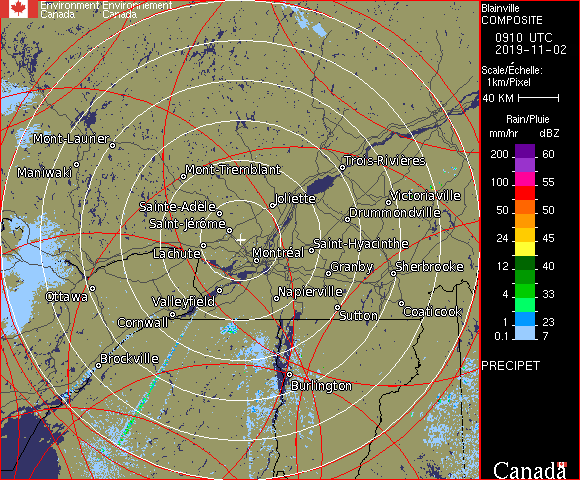 Environment Environnement
Canada Canada
Blainville
COMPOSITE
0910 UTC
2019-11-02
Scale/Échelle:
1km/Pixel
40 KM
Rain/Pluie
mm/hr dBZ
200 60
150 57
100 55
50 50
24 45
12 40
4 33
1 23
0.1 7
PRECIPET
Canada
Mont-Laurier
Maniwaki
Mont-Tremblant
Trois-Rivières
Joliette
Victoriaville
Sainte-Adèle
Drummondville
Saint-Jérôme
Lachute
Montréal
Saint-Hyacinthe
Granby
Sherbrooke
Ottawa
Valleyfield
Napierville
Cornwall
Sutton
Coaticook
Brockville
Burlington